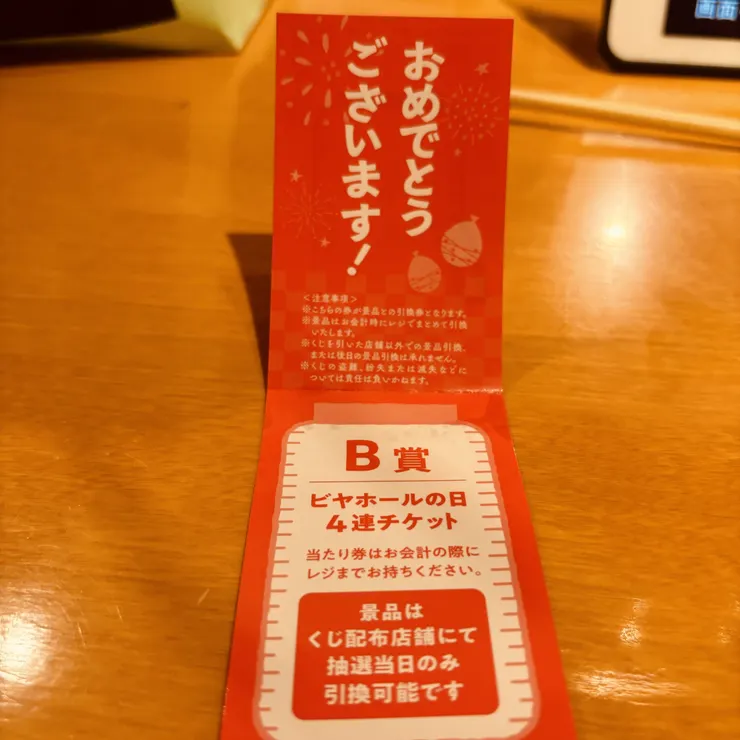 おめでとう
ございます!
<注意事項>
※こちらの券が景品との引換券となります。
※景品はお会計時にレジでまとめて引換
いたします。
※くじを引いた店舗以外での景品引換、
または後日の景品引換は承れません。
※くじの盗難、紛失または滅失などに
ついては責任は負いかねます。
B賞
ビヤホールの日
4連チケット
当たり券はお会計の際に
レジまでお持ちください。
景品は
くじ配布店舗にて
抽選当日のみ
引換可能です
画面